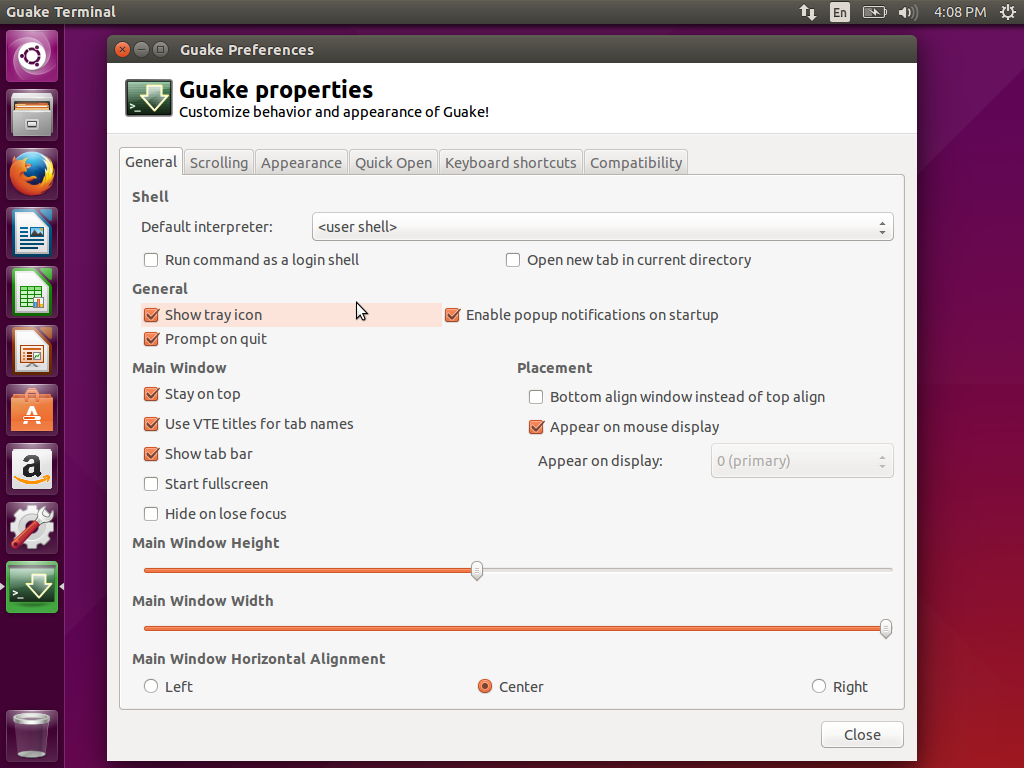 Guake Terminal
En
4:08 PM
Guake Preferences
Guake properties
Customize behavior and appearance of Guake!
General Scrolling Appearance Quick Open Keyboard shortcuts Compatibility
Shell
Default interpreter: <user shell>
Run command as a login shell Open new tab in current directory
General
Show tray icon Enable popup notifications on startup
Prompt on quit
Main Window Placement
Stay on top Bottom align window instead of top align
Use VTE titles for tab names Appear on mouse display
Show tab bar Appear on display: 0 (primary)
Start fullscreen
Hide on lose focus
Main Window Height
Main Window Width
Main Window Horizontal Alignment
Left Center Right
Close